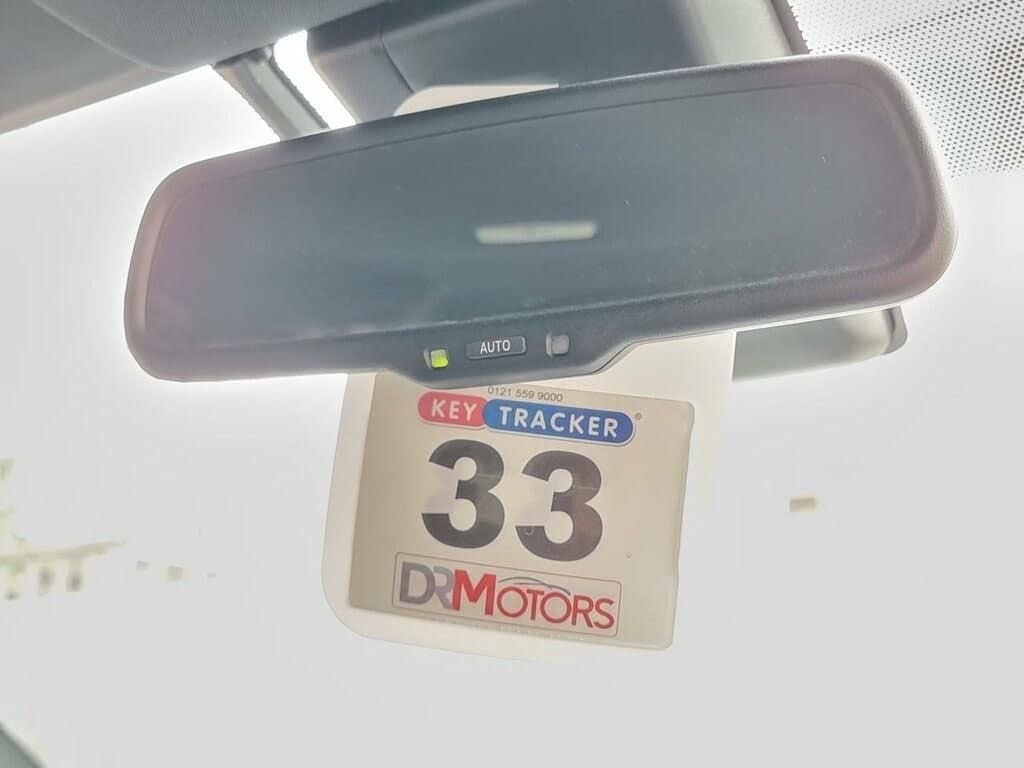 AUTO
0121 559 9000
KEY TRACKER®
33
DRMOTORS